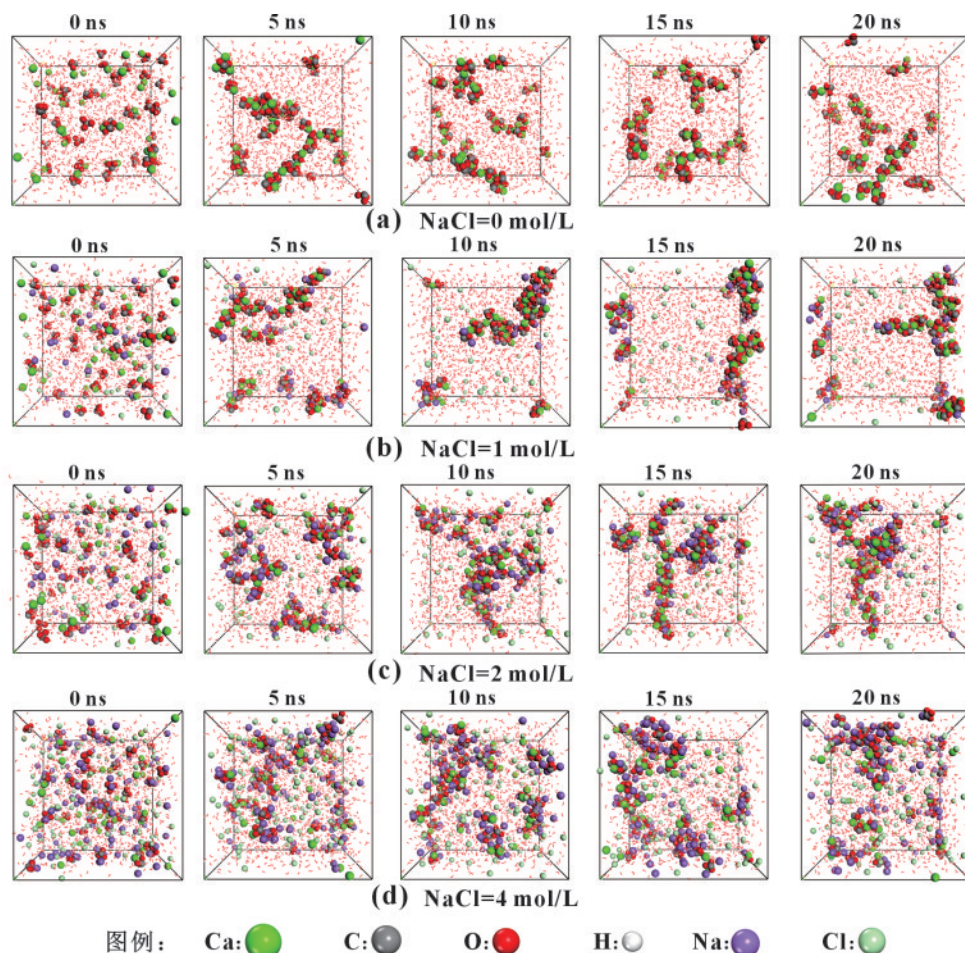 0 ns 5 ns 10 ns 15 ns 20 ns
(a) NaCl=0 mol/L
0 ns 5 ns 10 ns 15 ns 20 ns
(b) NaCl=1 mol/L
0 ns 5 ns 10 ns 15 ns 20 ns
(c) NaCl=2 mol/L
0 ns 5 ns 10 ns 15 ns 20 ns
(d) NaCl=4 mol/L
图例： Ca: C: O: H: Na: Cl: